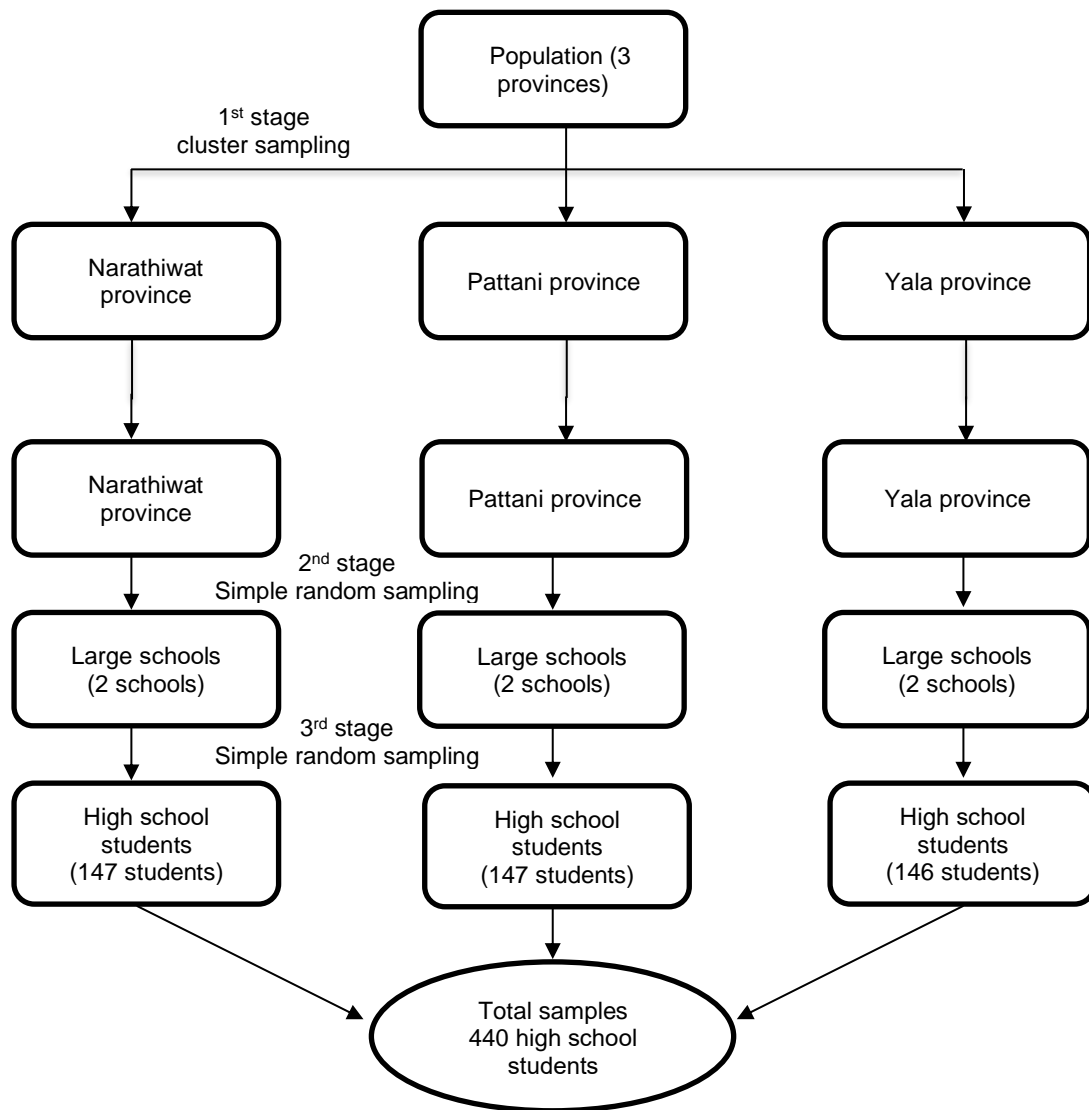 Population (3
provinces)
1st stage
cluster sampling
Narathiwat
province
Pattani province
Yala province
Narathiwat
province
Pattani province
Yala province
2nd stage
Simple random sampling
Large schools
(2 schools)
Large schools
(2 schools)
Large schools
(2 schools)
3rd stage
Simple random sampling
High school
students
(147 students)
High school
students
(147 students)
High school
students
(146 students)
Total samples
440 high school
students